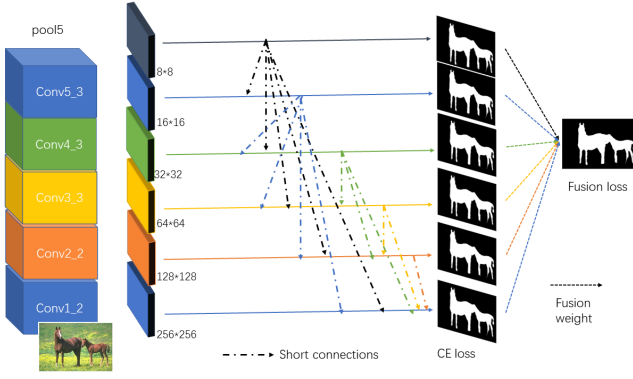 pool5
Conv5_3
Conv4_3
Conv3_3
Conv2_2
Conv1_2
8*8
16*16
32*32
64*64
128*128
256*256
Short connections
CE loss
Fusion loss
Fusion
weight